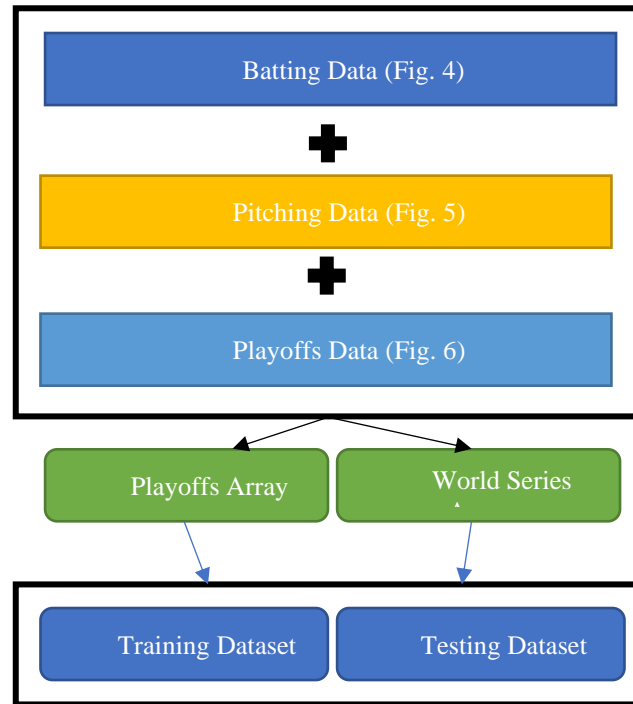 Batting Data (Fig. 4)
Pitching Data (Fig. 5)
Playoffs Data (Fig. 6)
Playoffs Array
World Series
Training Dataset
Testing Dataset